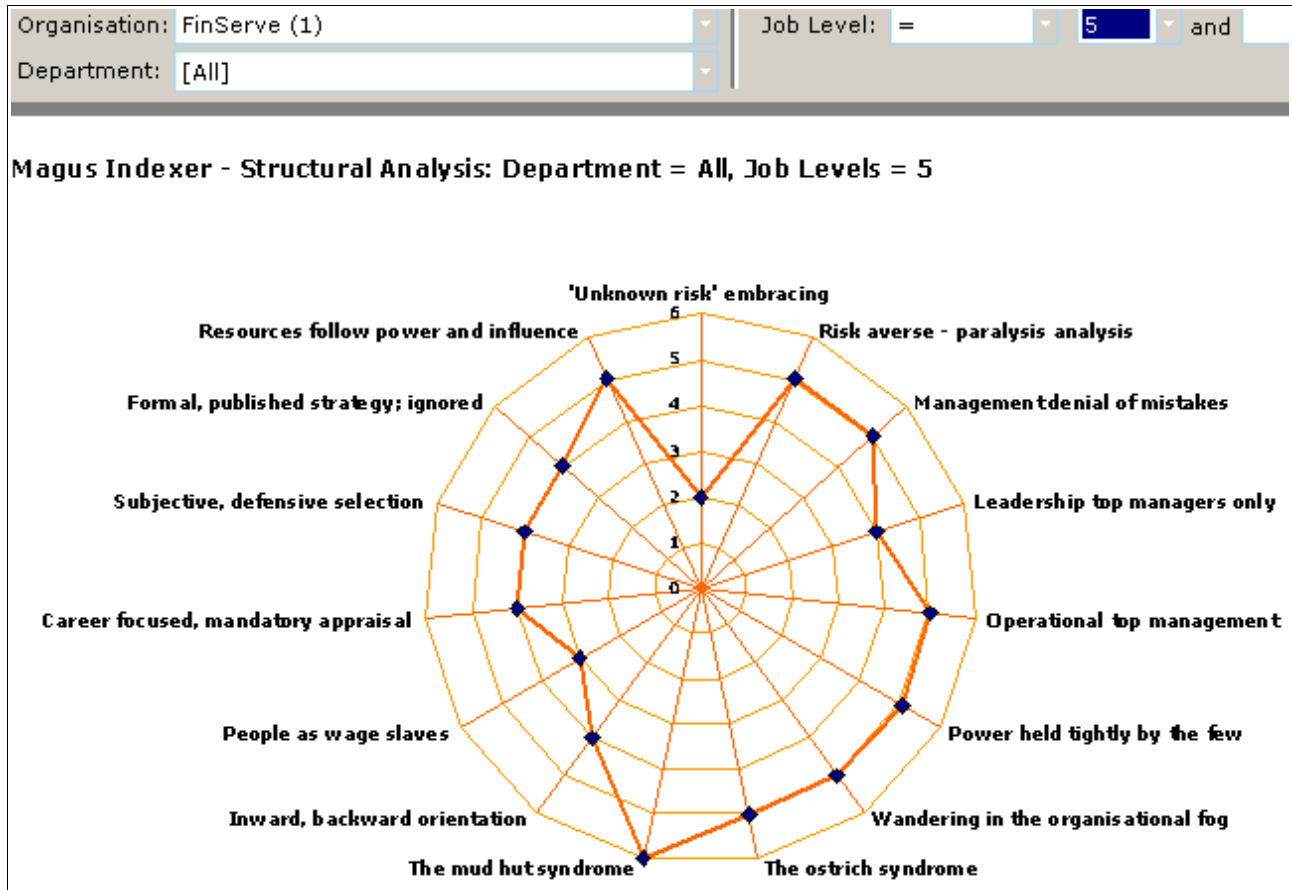 Organisation: FinServe (1) Job Level: = 5 and
Department: [All]
Magus Indexer - Structural Analysis: Department = All, Job Levels = 5
'Unknown risk' embracing
Resources follow power and influence
Risk averse - paralysis analysis
Formal, published strategy; ignored
Management denial of mistakes
Subjective, defensive selection
Leadership top managers only
Career focused, mandatory appraisal
Operational top management
People as wage slaves
Power held tightly by the few
Inward, backward orientation
Wandering in the organisational fog
The mud hut syndrome
The ostrich syndrome
6
5
4
3
2
1
0